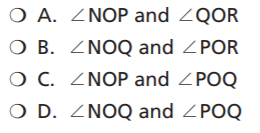 A. ∠NOP and ∠QOR
B. ∠NOQ and ∠POR
C. ∠NOP and ∠POQ
D. ∠NOQ and ∠POQ